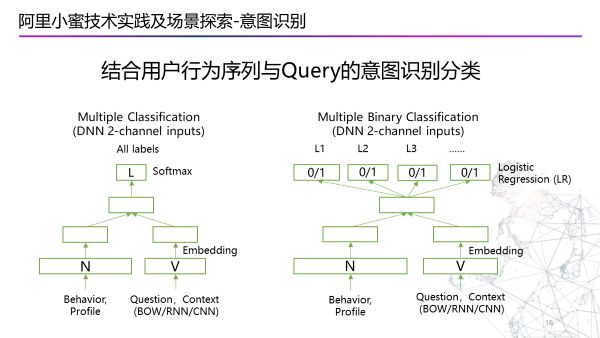 阿里小蜜技术实践及场景探索-意图识别
结合用户行为序列与Query的意图识别分类
Multiple Classification
(DNN 2-channel inputs)
All labels
L
Softmax
Embedding
N
V
Behavior,
Profile
Question，Context
(BOW/RNN/CNN)
Multiple Binary Classification
(DNN 2-channel inputs)
L1
L2
L3
……
0/1
0/1
0/1
0/1
Logistic
Regression (LR)
Embedding
N
V
Behavior,
Profile
Question，Context
(BOW/RNN/CNN)
16